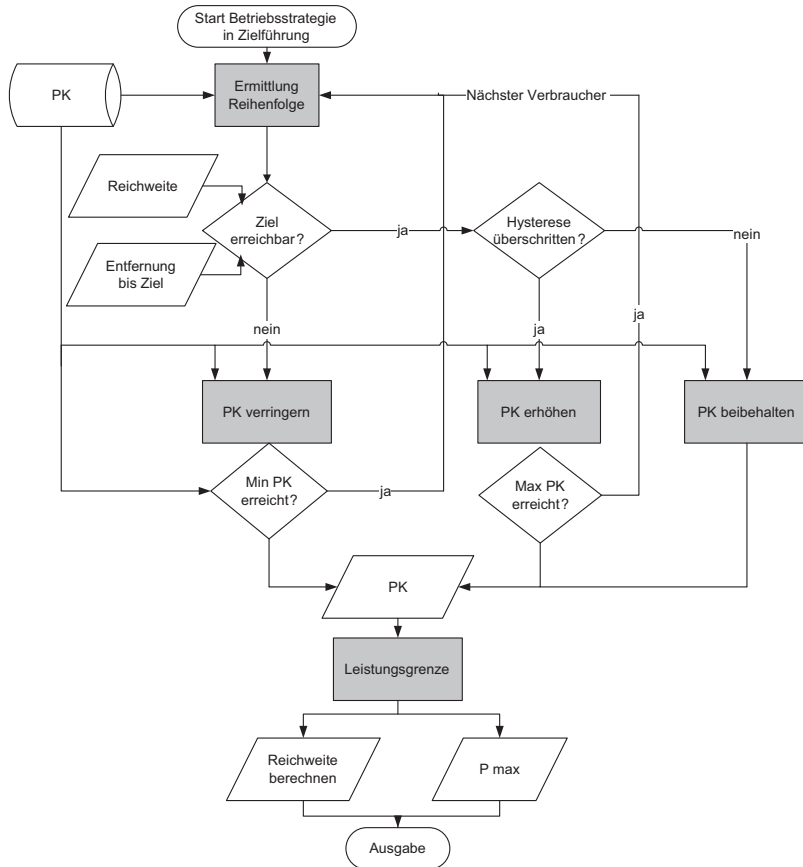 Start Betriebsstrategie
in Zielführung
PK
Ermittlung
Reihenfolge
Nächster Verbraucher
Reichweite
Ziel
erreichbar?
ja
Hysterese
überschritten?
nein
Entfernung
bis Ziel
ja
nein
ja
PK verringern
PK erhöhen
PK beibehalten
Min PK
erreicht?
ja
Max PK
erreicht?
PK
Leistungsgrenze
Reichweite
berechnen
P max
Ausgabe